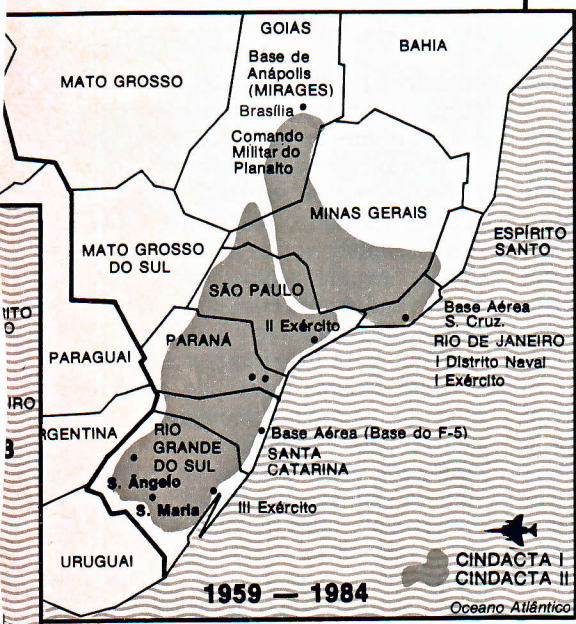 GOIAS
BAHIA
Base de
Anápolis
(MIRAGES)
MATO GROSSO
Brasília
Comando
Militar do
Planalto
MINAS GERAIS
ESPÍRITO
SANTO
MATO GROSSO
DO SUL
SÃO PAULO
Base Aérea
S. Cruz.
II Exército
RIO DE JANEIRO
PARANÁ
I Distrito Naval
PARAGUAI
I Exército
RGENTINA
RIO
GRANDE
DO SUL
Base Aérea (Base do F-5)
SANTA
CATARINA
S. Ângelo
S. Maria
III Exército
URUGUAI
CINDACTA I
CINDACTA II
1959 — 1984
Oceano Atlântico